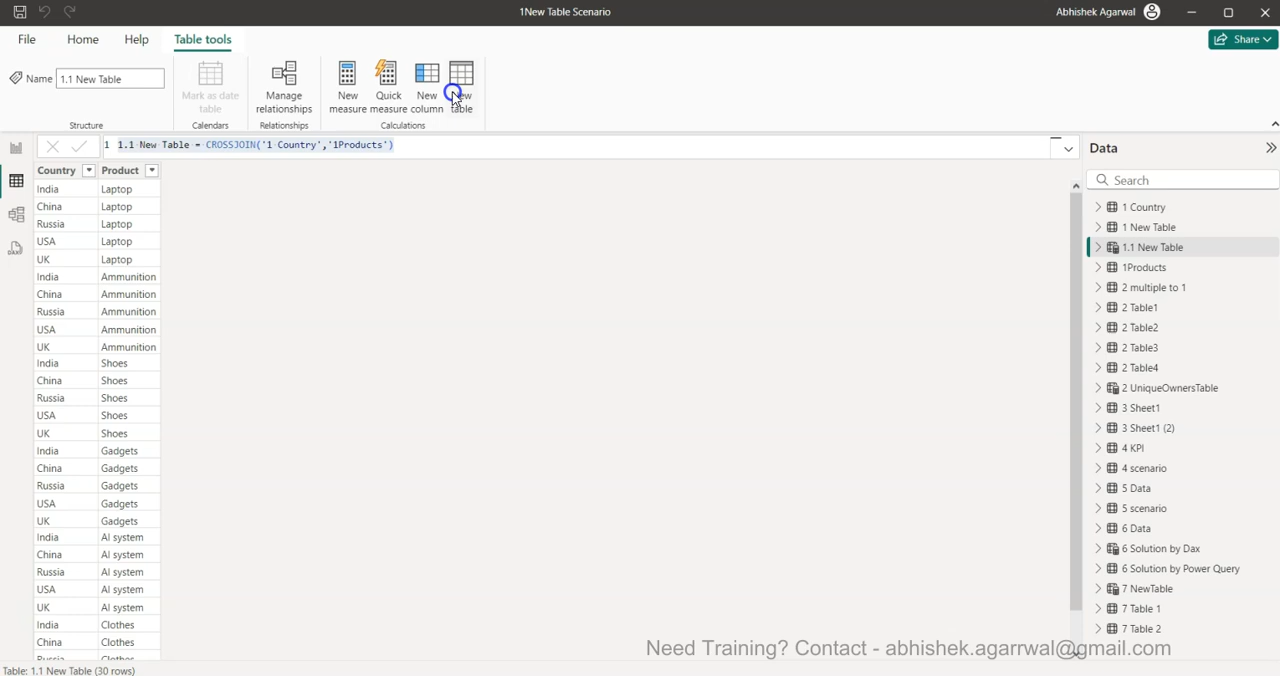 1New Table Scenario
Abhishek Agarwal
File Home Help Table tools
Share
Name 1.1 New Table
Mark as date table
Manage relationships
New measure
Quick measure
New column
table
Structure
Calendars
Relationships
Calculations
1 1.1 New Table = CROSSJOIN('1 Country','1Products')
Country Product
India Laptop
China Laptop
Russia Laptop
USA Laptop
UK Laptop
India Ammunition
China Ammunition
Russia Ammunition
USA Ammunition
UK Ammunition
India Shoes
China Shoes
Russia Shoes
USA Shoes
UK Shoes
India Gadgets
China Gadgets
Russia Gadgets
USA Gadgets
UK Gadgets
India AI system
China AI system
Russia AI system
USA AI system
UK AI system
India Clothes
China Clothes
Russia Clothes
Data
Search
1 Country
1 New Table
1.1 New Table
1Products
2 multiple to 1
2 Table1
2 Table2
2 Table3
2 Table4
2 UniqueOwnersTable
3 Sheet1
3 Sheet1 (2)
4 KPI
4 scenario
5 Data
5 scenario
6 Data
6 Solution by Dax
6 Solution by Power Query
7 NewTable
7 Table 1
7 Table 2
Need Training? Contact - abhishek.agarrwal@gmail.com
Table: 1.1 New Table (30 rows)